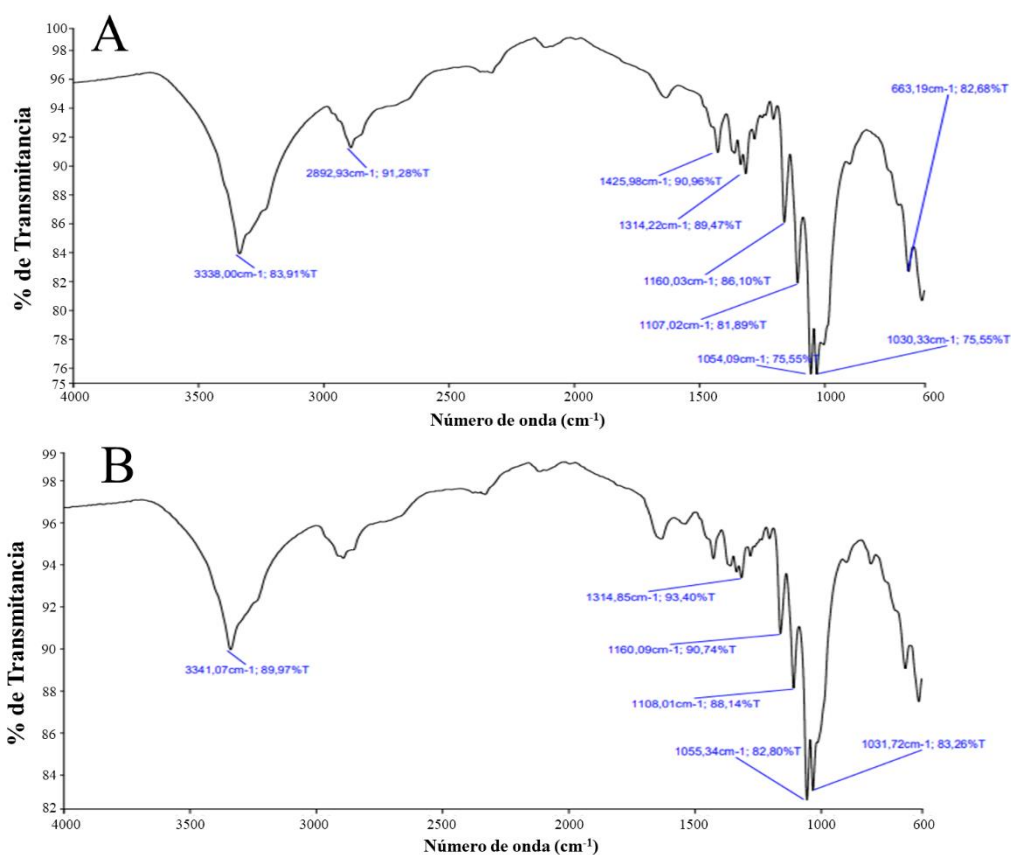 A
% de Transmitancia
100
98
96
94
92
90
88
86
84
82
80
78
76
75
4000
3500
3000
2500
2000
1500
1000
600
Número de onda (cm-1)
3338,00cm-1; 83,91%T
2892,93cm-1; 91,28%T
1425,98cm-1; 90,96%T
1314,22cm-1; 89,47%T
1160,03cm-1; 86,10%T
1107,02cm-1; 81,89%T
1054,09cm-1; 75,55%T
1030,33cm-1; 75,55%T
663,19cm-1; 82,68%T
B
% de Transmitancia
99
98
96
94
92
90
88
86
84
82
4000
3500
3000
2500
2000
1500
1000
600
Número de onda (cm-1)
3341,07cm-1; 89,97%T
1314,85cm-1; 93,40%T
1160,09cm-1; 90,74%T
1108,01cm-1; 88,14%T
1055,34cm-1; 82,80%T
1031,72cm-1; 83,26%T